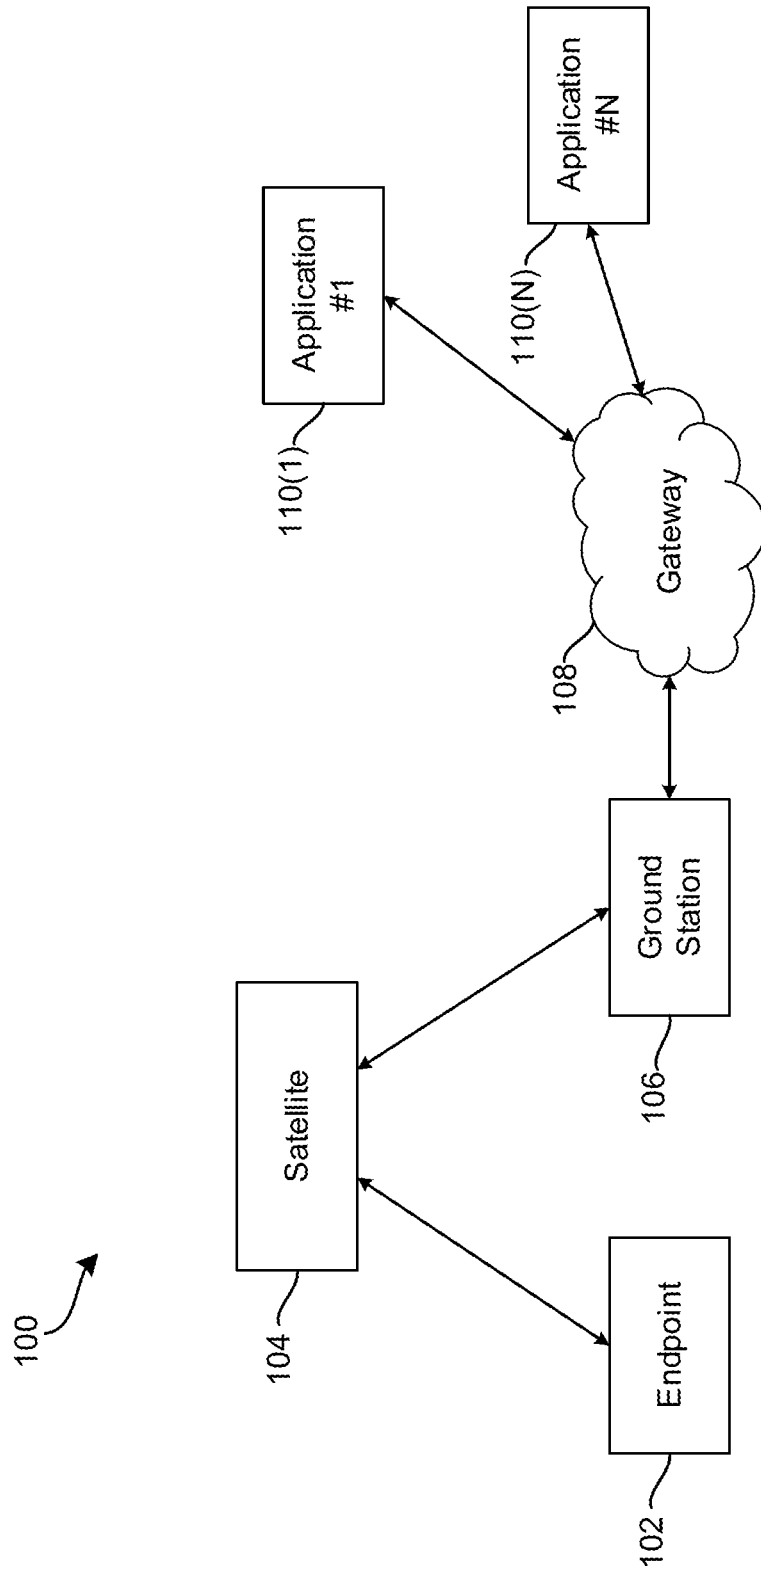 100
Satellite
104
Endpoint
102
Ground
Station
106
Gateway
108
Application
#1
110(1)
Application
#N
110(N)